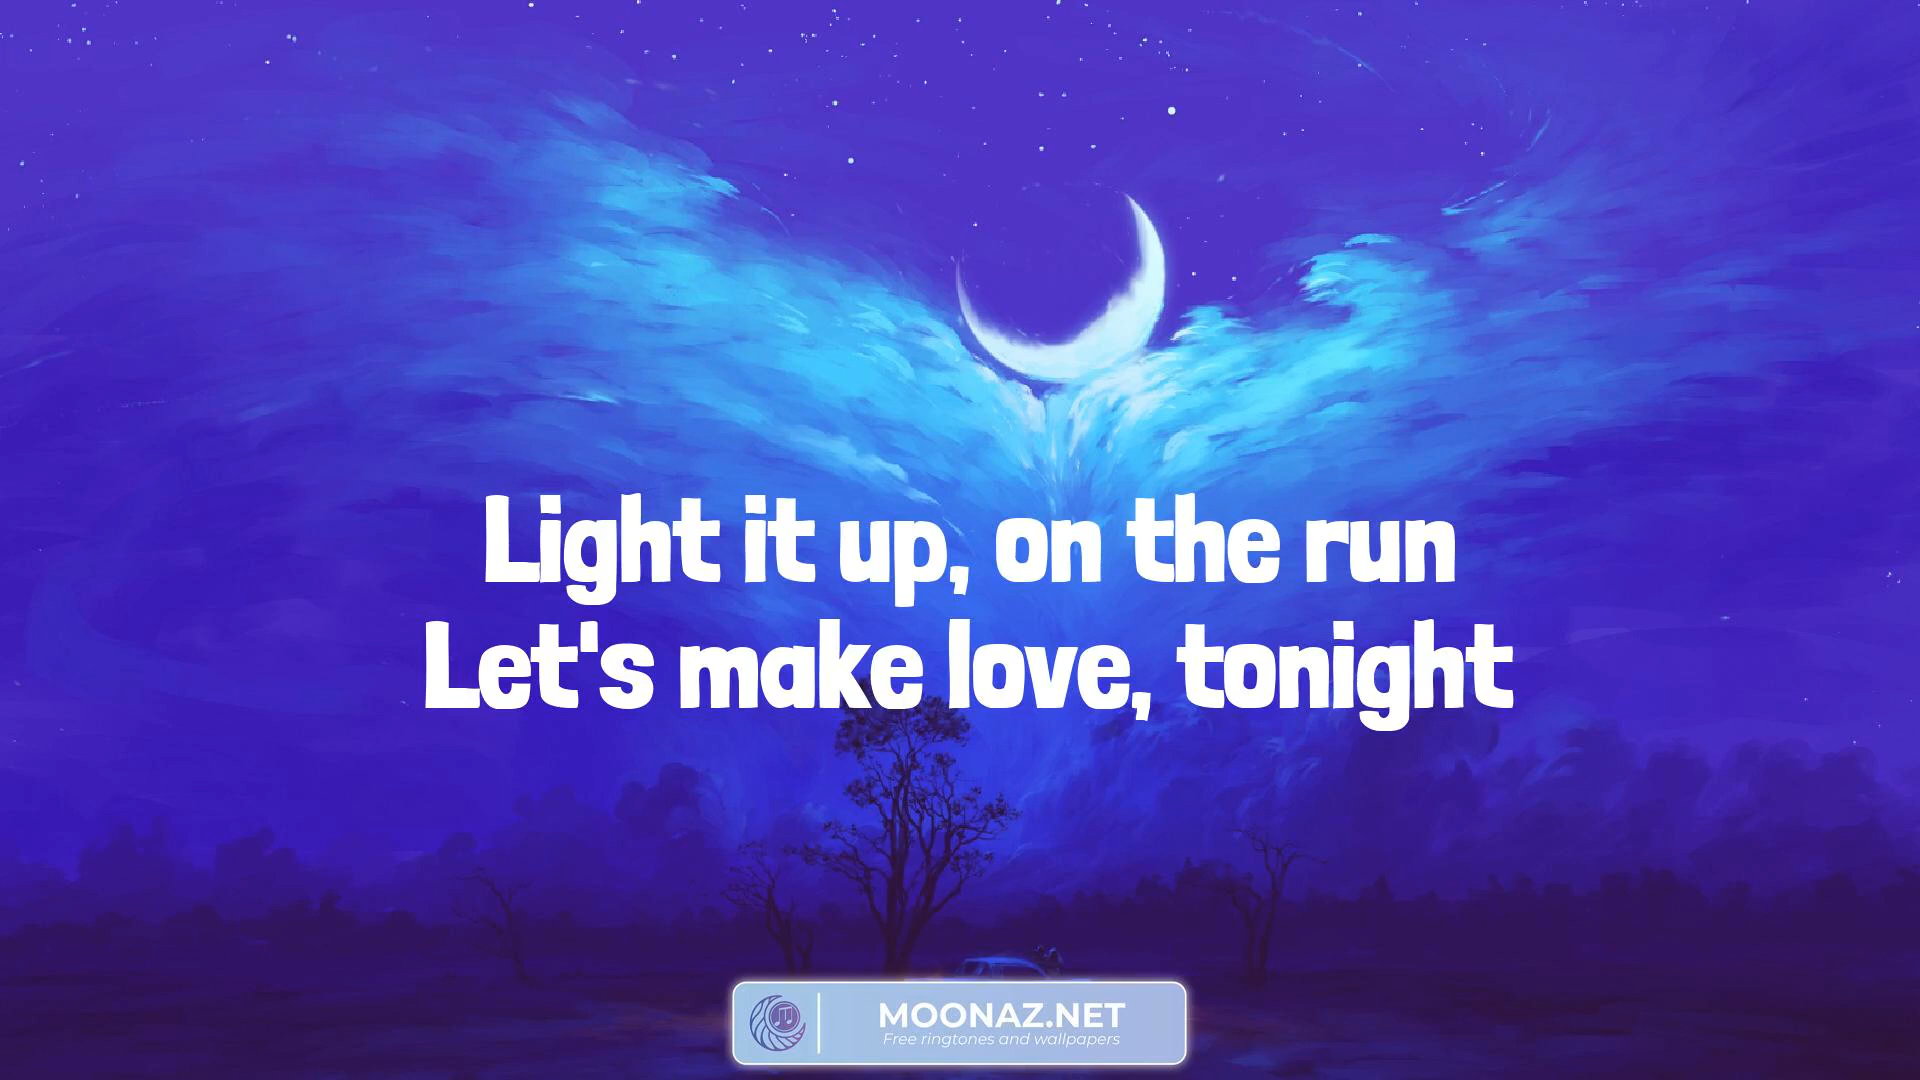 Light it up, on the run
Let's make love, tonight
MOONAZ.NET
Free ringtones and wallpapers